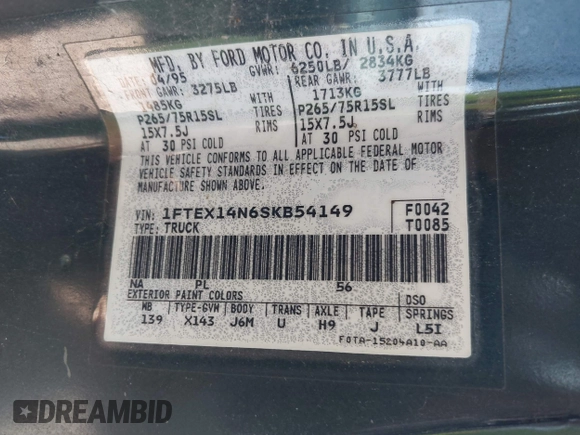 MFD. BY FORD MOTOR CO. IN U.S.A.
04/95 GVWR: 6250LB/ 2834KG
FRONT GAWR: 3275LB REAR GAWR: 3777LB
1485KG WITH 1713KG WITH
P265/75R15SL TIRES P265/75R15SL TIRES
15X7.5J RIMS 15X7.5J RIMS
AT 30 PSI COLD AT 30 PSI COLD
THIS VEHICLE CONFORMS TO ALL APPLICABLE FEDERAL MOTOR
VEHICLE SAFETY STANDARDS IN EFFECT ON THE DATE OF
MANUFACTURE SHOWN ABOVE.
VIN: 1FTEX14N6SKB54149 F0042
TYPE: TRUCK T0085
NA PL 56
EXTERIOR PAINT COLORS DSO
WB TYPE-GVW BODY TRANS AXLE TAPE SPRINGS
139 X143 J6M U H9 J L5I
F0TA-15204A10-AA
DREAMBID